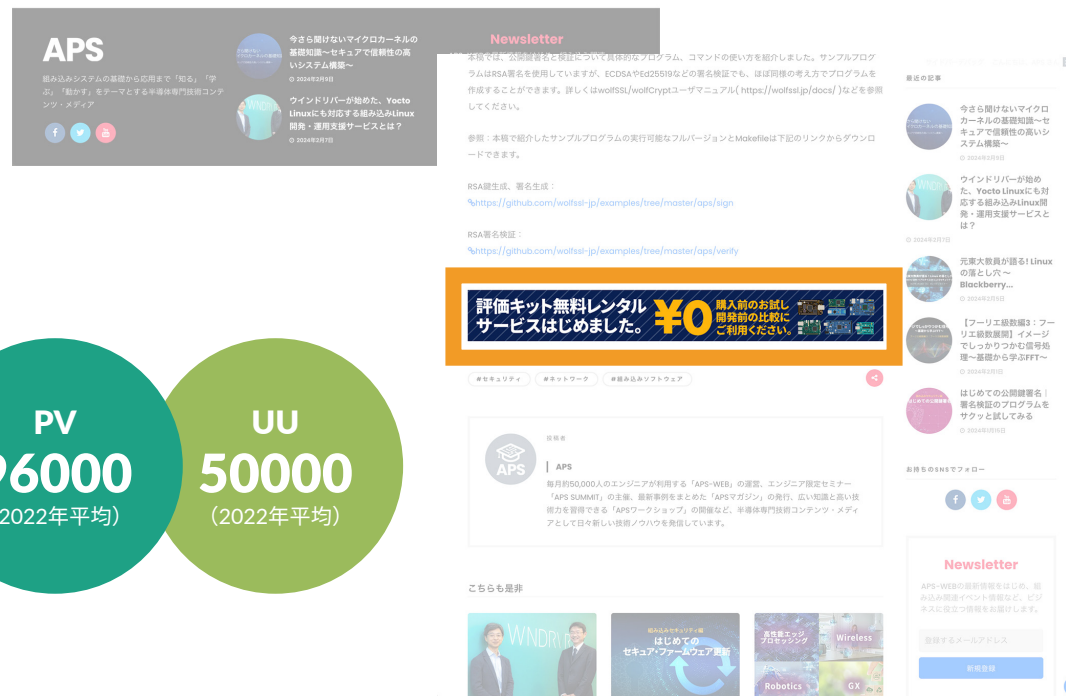 APS
組み込みシステムの基礎から応用まで「知る」「学
ぶ」「動かす」をテーマとする半導体専門技術コンテ
ンツ・メディア
今さら聞けないマイクロカーネルの
基礎知識〜セキュアで信頼性の高
いシステム構築〜
2024年2月9日
ウインドリバーが始めた、Yocto
Linuxにも対応する組み込みLinux
開発・運用支援サービスとは？
2024年2月7日
Newsletter
本稿では、公開鍵署名と検証について具体的なプログラム、コマンドの使い方を紹介しました。サンプルプログ
ラムはRSA署名を使用していますが、ECDSAやEd25519などの署名検証でも、ほぼ同様の考え方でプログラムを
作成することができます。詳しくはwolfSSL/wolfCryptユーザマニュアル( https://wolfssl.jp/docs/ )などを参照
してください。
参照：本稿で紹介したサンプルプログラムの実行可能なフルバージョンとMakefileは下記のリンクからダウンロ
ードできます。
RSA鍵生成、署名生成：
https://github.com/wolfssl-jp/examples/tree/master/aps/sign
RSA署名検証：
https://github.com/wolfssl-jp/examples/tree/master/aps/verify
評価キット無料レンタル
サービスはじめました。
¥0
購入前のお試し
開発前の比較に
ご利用ください。
#セキュリティ
#ネットワーク
#組み込みソフトウェア
投稿者
APS
APS
毎月約50,000人のエンジニアが利用する「APS-WEB」の運営、エンジニア限定セミナー
「APS SUMMIT」の主催、最新事例をまとめた「APSマガジン」の発行、広い知識と高い技
術力を習得できる「APSワークショップ」の開催など、半導体専門技術コンテンツ・メディ
アとして日々新しい技術ノウハウを発信しています。
こちらも是非
組み込みセキュリティ編
はじめての
セキュア・ファームウェア更新
高性能エッジ
プロセッシング
Wireless
Robotics
GX
PV
96000
2022年平均）
UU
50000
（2022年平均）
最近の記事
今さら聞けないマイクロ
カーネルの基礎知識〜セ
キュアで信頼性の高いシ
ステム構築〜
2024年2月9日
ウインドリバーが始め
た、Yocto Linuxにも対
応する組み込みLinux開
発・運用支援サービスと
は？
2024年2月7日
元東大教員が語る! Linux
の落とし穴 〜
Blackberry...
2024年2月5日
【フーリエ級数編3：フー
リエ級数展開】イメージ
でしっかりつかむ信号処
理〜基礎から学ぶFFT〜
2024年2月1日
はじめての公開鍵署名｜
署名検証のプログラムを
サクッと試してみる
2024年1月15日
お持ちのSNSでフォロー
Newsletter
APS-WEBの最新情報をはじめ、組
み込み関連イベント情報など、ビジ
ネスに役立つ情報をお届けします。
登録するメールアドレス
新規登録